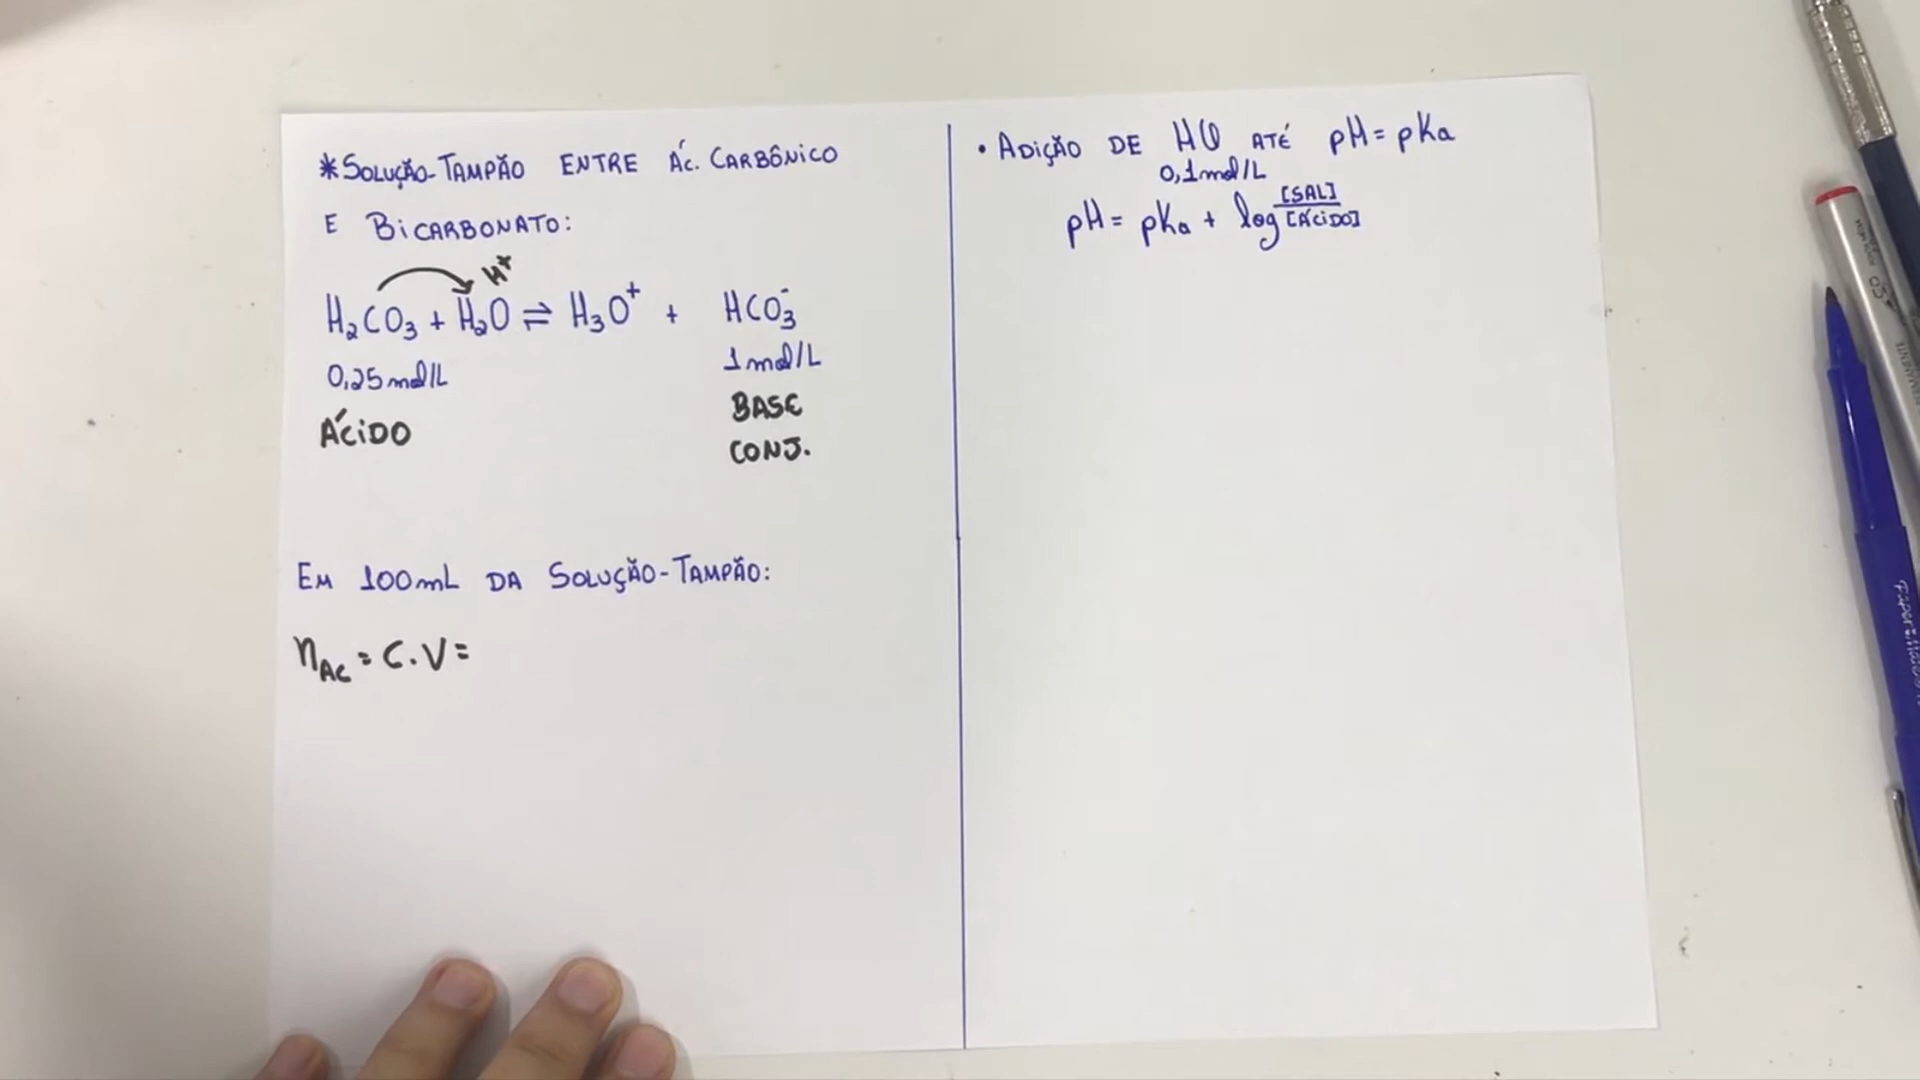 *SOLUÇÃO-TAMPÃO ENTRE ÁC. CARBÔNICO
E BICARBONATO:
H⁺
H₂CO₃ + H₂O ⇌ H₃O⁺ + HCO₃⁻
0,25 mol/L 1 mol/L
ÁCIDO BASE
CONJ.
EM 100mL DA SOLUÇÃO-TAMPÃO:
n_AC = C.V =
• ADIÇÃO DE HCl ATÉ pH = pKa
0,1 mol/L
pH = pKa + log [SAL]/[ÁCIDO]